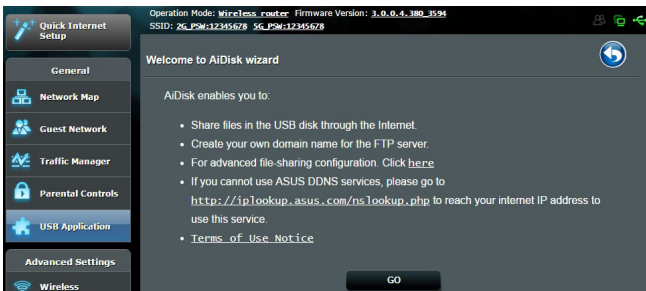 Quick Internet
Setup
General
Network Map
Guest Network
Traffic Manager
Parental Controls
USB Application
Advanced Settings
Wireless
Operation Mode: Wireless router Firmware Version: 3.0.0.4.380_3594
SSID: 2G_PSW:12345678 5G_PSW:12345678
Welcome to AiDisk wizard
AiDisk enables you to:
• Share files in the USB disk through the Internet.
• Create your own domain name for the FTP server.
• For advanced file-sharing configuration. Click here
• If you cannot use ASUS DDNS services, please go to
http://iplookup.asus.com/nslookup.php to reach your internet IP address to
use this service.
• Terms of Use Notice
GO